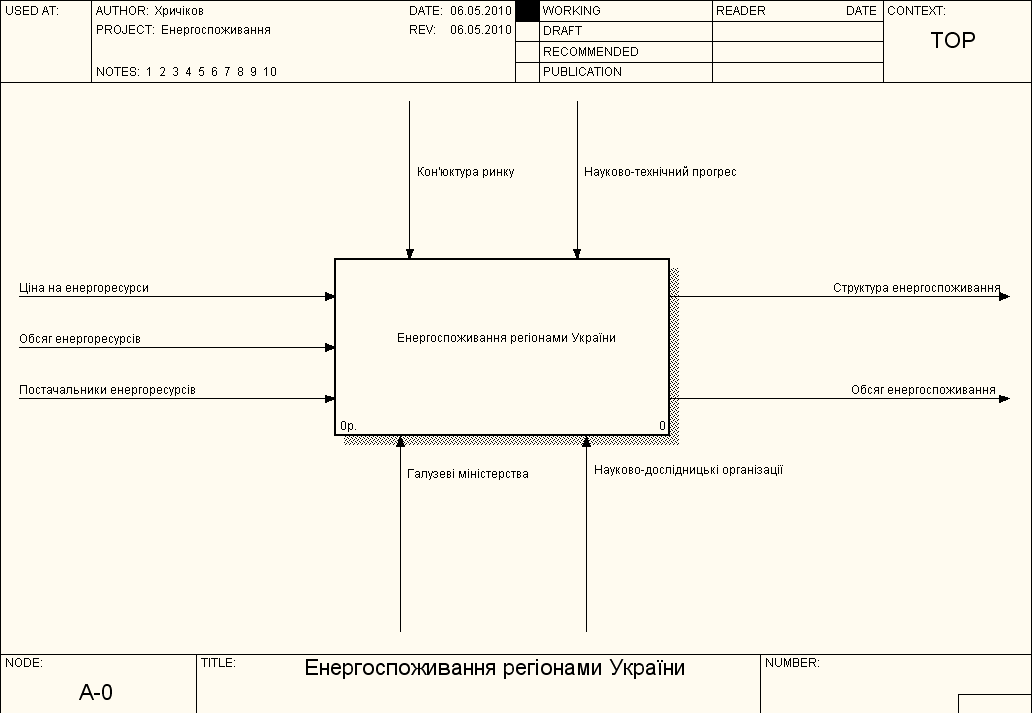 USED AT:
AUTHOR: Хричіков
DATE: 06.05.2010
WORKING
READER
DATE
CONTEXT:
PROJECT: Енергоспоживання
REV: 06.05.2010
DRAFT
TOP
RECOMMENDED
NOTES: 1 2 3 4 5 6 7 8 9 10
PUBLICATION
Кон'юктура ринку
Науково-технічний прогрес
Ціна на енергоресурси
Структура енергоспоживання
Обсяг енергоресурсів
Енергоспоживання регіонами України
Постачальники енергоресурсів
Обсяг енергоспоживання
0р.
0
Галузеві міністерства
Науково-дослідницькі організації
NODE:
TITLE:
Енергоспоживання регіонами України
NUMBER:
A-0